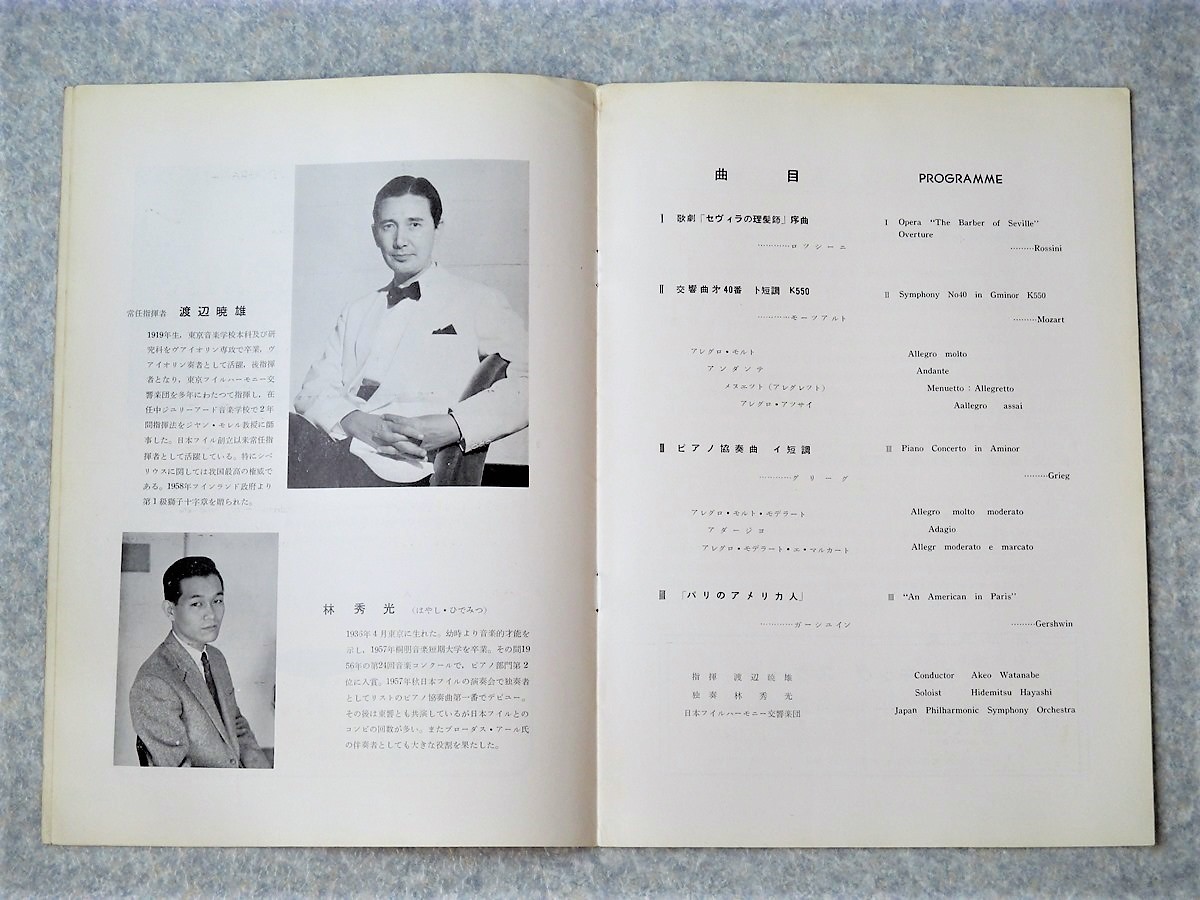 常任指揮者 渡辺暁雄
1919年生，東京音楽学校本科及び研
究科をヴアイオリン専攻で卒業，ヴ
アイオリン奏者として活躍，後指揮
者となり，東京フイルハーモニー交
響楽団を多年にわたつて指揮し，在
任中ジユリーアード音楽学校で2年
間指揮法をジヤン・モレル教授に師
事した。日本フイル創立以来常任指
揮者として活躍している。特にシベ
リウスに関しては我国最高の権威で
ある。1958年フインランド政府より
第1級獅子十字章を贈られた。
林 秀 光 （はやし・ひでみつ）
1936年4月東京に生れた。幼時より音楽的才能を
示し，1957年桐朋音楽短期大学を卒業。その間19
56年の第24回音楽コンクールで，ピアノ部門第2
位に入賞。1957年秋日本フイルの演奏会で独奏者
としてリストのピアノ協奏曲第一番でデビユー。
その後は東響とも共演しているが日本フイルとの
コンビの回数が多い。またブローダス・アール氏
の伴奏者としても大きな役割を果たした。
曲 目
Ⅰ 歌劇「セヴィラの理髪師」序曲
…………ロツシーニ
Ⅱ 交響曲才40番 ト短調 K550
…………モーツアルト
アレグロ・モルト
アンダンテ
メヌエツト（アレグレツト）
アレグロ・アツサイ
Ⅲ ピアノ協奏曲 イ短調
…………グリーグ
アレグロ・モルト・モデラート
アダージヨ
アレグロ・モデラート・エ・マルカート
Ⅲ 「パリのアメリカ人」
…………ガーシユイン
指揮 渡辺暁雄
独奏 林 秀 光
日本フイルハーモニー交響楽団
PROGRAMME
Ⅰ Opera “The Barber of Seville”
Overture
………Rossini
Ⅱ Symphony No40 in Gminor K550
………Mozart
Allegro molto
Andante
Menuetto : Allegretto
Aallegro assai
Ⅲ Piano Concerto in Aminor
………Grieg
Allegro molto moderato
Adagio
Allegr moderato e marcato
Ⅲ “An American in Paris”
………Gershwin
Conductor Akeo Watanabe
Soloist Hidemitsu Hayashi
Japan Philharmonic Symphony Orchestra